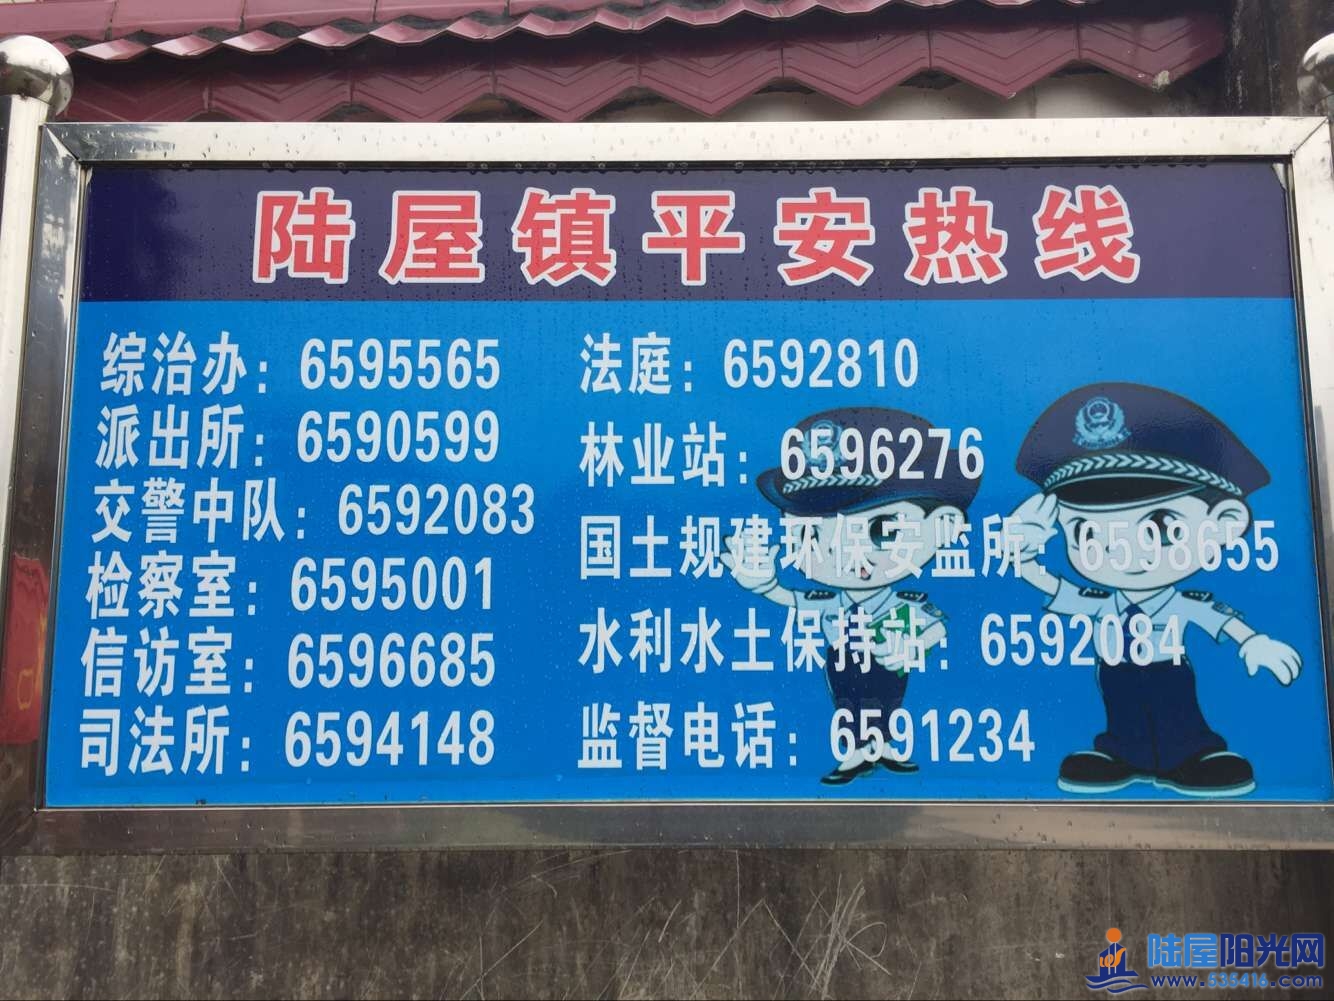 陆屋镇平安热线
综治办：6595565
派出所：6590599
交警中队：6592083
检察室：6595001
信访室：6596685
司法所：6594148
法庭：6592810
林业站：6596276
国土规建环保安监所：6598655
水利水土保持站：6592084
监督电话：6591234
陆屋阳光网
www.535416.com